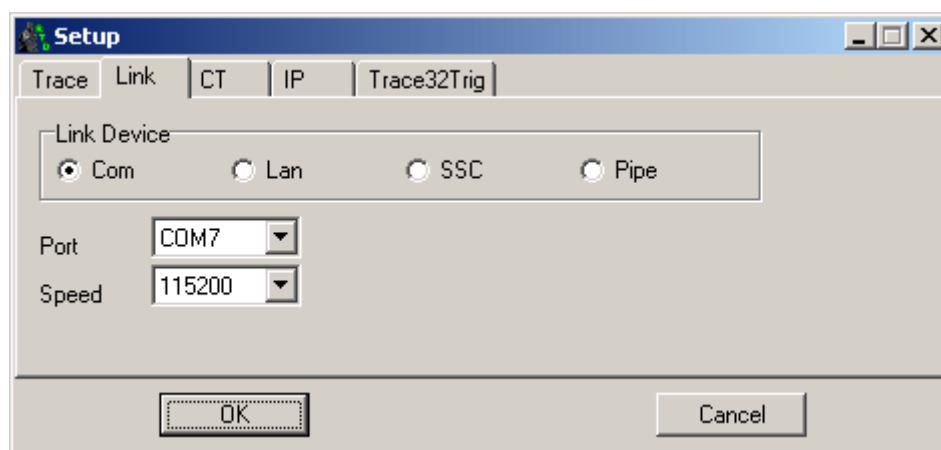 Setup
Trace Link CT IP Trace32Trig
Link Device
Com Lan SSC Pipe
Port COM7
Speed 115200
OK Cancel